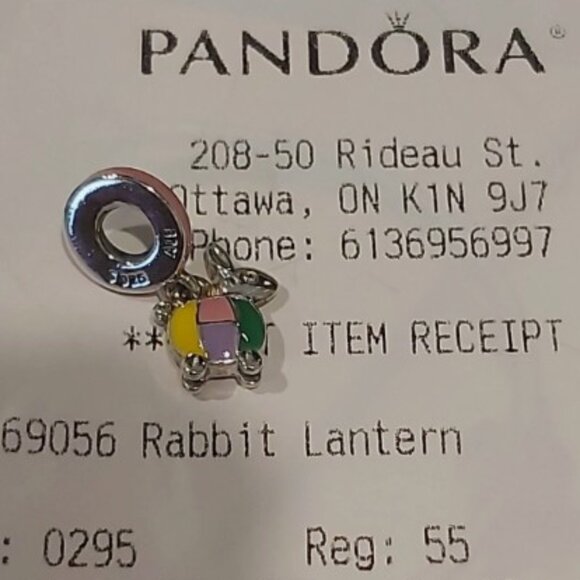 PANDORA®
208-50 Rideau St.
Ottawa, ON K1N 9J7
Phone: 6136956997
** ITEM RECEIPT
69056 Rabbit Lantern
: 0295 Reg: 55